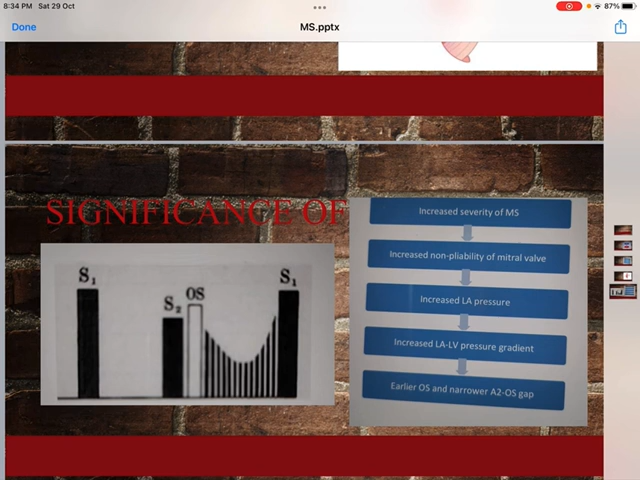 8:34 PM Sat 29 Oct
87%
Done
MS.pptx
SIGNIFICANCE OF
S1
S2
OS
S1
Increased severity of MS
Increased non-pliability of mitral valve
Increased LA pressure
Increased LA-LV pressure gradient
Earlier OS and narrower A2-OS gap